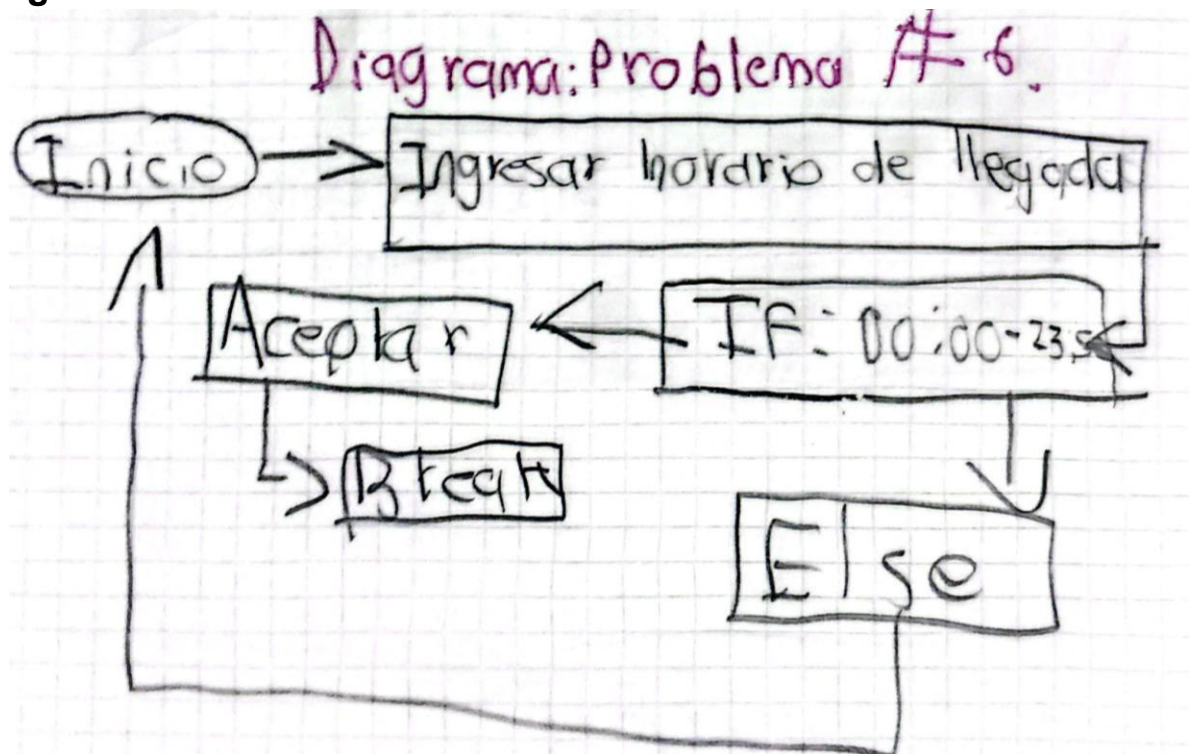 Diagrama: Problema # 6.
Inicio
Ingresar horario de llegada
IF: 00:00-23:5
Aceptar
Break
Else